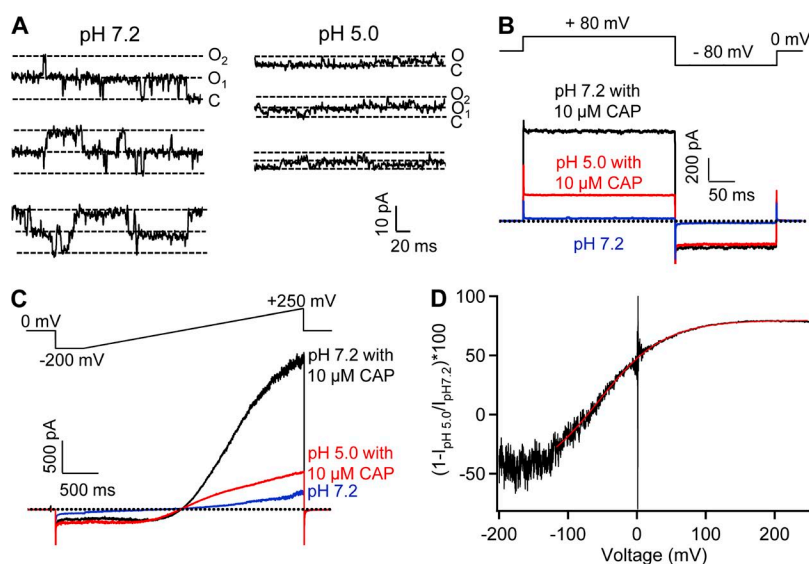 A
pH 7.2
pH 5.0
O2
O1
C
O
C
O2
O1
C
10 pA
20 ms
B
+ 80 mV
- 80 mV
0 mV
pH 7.2 with
10 µM CAP
pH 5.0 with
10 µM CAP
pH 7.2
200 pA
50 ms
C
0 mV
-200 mV
+250 mV
pH 7.2 with
10 µM CAP
pH 5.0 with
10 µM CAP
pH 7.2
500 pA
500 ms
D
(1-IpH 5.0/IpH7.2)*100
100
50
0
-50
-200 -100 0 100 200
Voltage (mV)